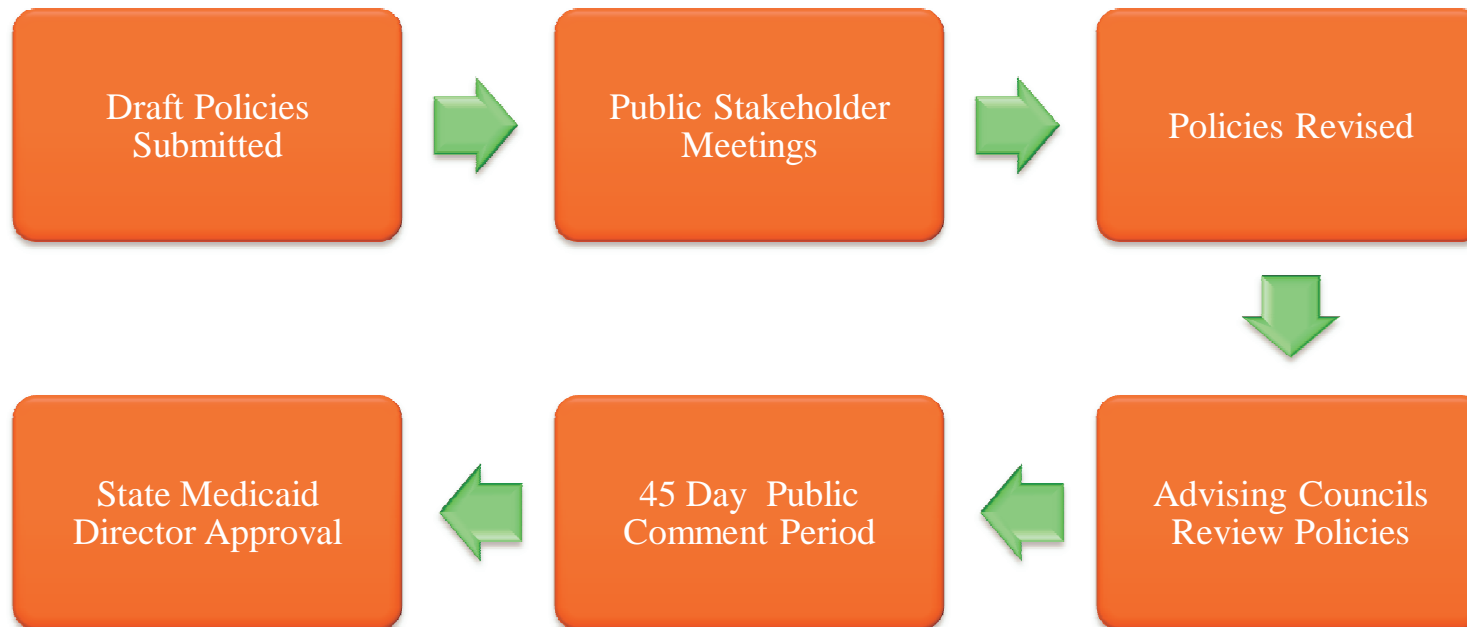 Draft Policies
Submitted
Public Stakeholder
Meetings
Policies Revised
Advising Councils
Review Policies
45 Day  Public
Comment Period
State Medicaid
Director Approval